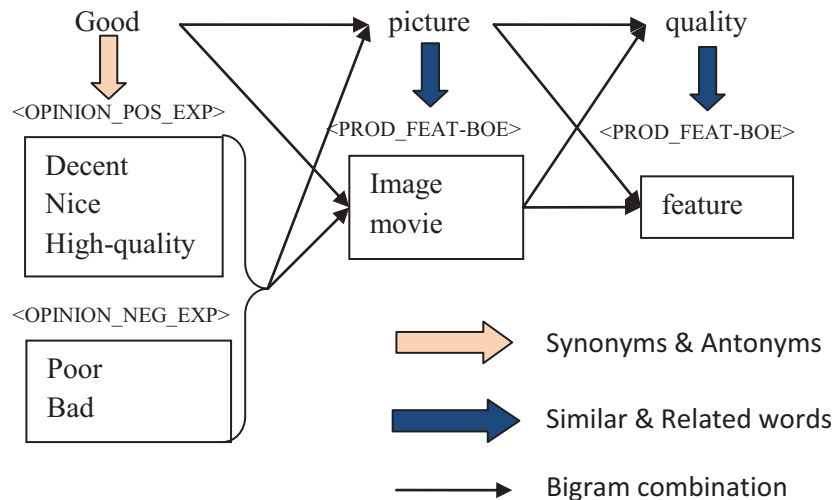 Good picture quality
<OPINION_POS_EXP>
<PROD_FEAT-BOE>
<PROD_FEAT-BOE>
Decent
Nice
High-quality
Image
movie
feature
<OPINION_NEG_EXP>
Poor
Bad
Synonyms & Antonyms
Similar & Related words
Bigram combination